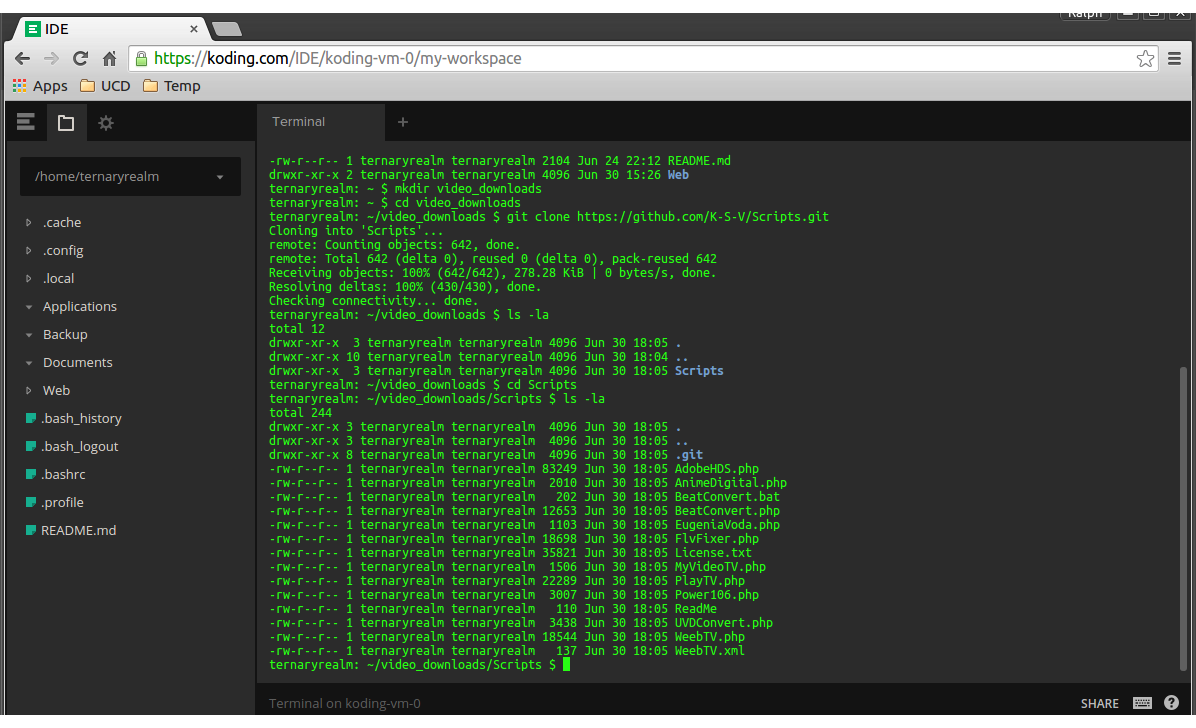 Ralph
IDE
https://koding.com/IDE/koding-vm-0/my-workspace
Apps UCD Temp
Terminal
/home/ternaryrealm
.cache
.config
.local
Applications
Backup
Documents
Web
.bash_history
.bash_logout
.bashrc
.profile
README.md
-rw-r--r-- 1 ternaryrealm ternaryrealm 2104 Jun 24 22:12 README.md
drwxr-xr-x 2 ternaryrealm ternaryrealm 4096 Jun 30 15:26 Web
ternaryrealm: ~ $ mkdir video_downloads
ternaryrealm: ~ $ cd video_downloads
ternaryrealm: ~/video_downloads $ git clone https://github.com/K-S-V/Scripts.git
Cloning into 'Scripts'...
remote: Counting objects: 642, done.
remote: Total 642 (delta 0), reused 0 (delta 0), pack-reused 642
Receiving objects: 100% (642/642), 278.28 KiB | 0 bytes/s, done.
Resolving deltas: 100% (430/430), done.
Checking connectivity... done.
ternaryrealm: ~/video_downloads $ ls -la
total 12
drwxr-xr-x  3 ternaryrealm ternaryrealm 4096 Jun 30 18:05 .
drwxr-xr-x 10 ternaryrealm ternaryrealm 4096 Jun 30 18:04 ..
drwxr-xr-x  3 ternaryrealm ternaryrealm 4096 Jun 30 18:05 Scripts
ternaryrealm: ~/video_downloads $ cd Scripts
ternaryrealm: ~/video_downloads/Scripts $ ls -la
total 244
drwxr-xr-x 3 ternaryrealm ternaryrealm  4096 Jun 30 18:05 .
drwxr-xr-x 3 ternaryrealm ternaryrealm  4096 Jun 30 18:05 ..
drwxr-xr-x 8 ternaryrealm ternaryrealm  4096 Jun 30 18:05 .git
-rw-r--r-- 1 ternaryrealm ternaryrealm 83249 Jun 30 18:05 AdobeHDS.php
-rw-r--r-- 1 ternaryrealm ternaryrealm  2010 Jun 30 18:05 AnimeDigital.php
-rw-r--r-- 1 ternaryrealm ternaryrealm   202 Jun 30 18:05 BeatConvert.bat
-rw-r--r-- 1 ternaryrealm ternaryrealm 12653 Jun 30 18:05 BeatConvert.php
-rw-r--r-- 1 ternaryrealm ternaryrealm  1103 Jun 30 18:05 EugeniaVoda.php
-rw-r--r-- 1 ternaryrealm ternaryrealm 18698 Jun 30 18:05 FlvFixer.php
-rw-r--r-- 1 ternaryrealm ternaryrealm 35821 Jun 30 18:05 License.txt
-rw-r--r-- 1 ternaryrealm ternaryrealm  1506 Jun 30 18:05 MyVideoTV.php
-rw-r--r-- 1 ternaryrealm ternaryrealm 22289 Jun 30 18:05 PlayTV.php
-rw-r--r-- 1 ternaryrealm ternaryrealm  3007 Jun 30 18:05 Power106.php
-rw-r--r-- 1 ternaryrealm ternaryrealm   110 Jun 30 18:05 ReadMe
-rw-r--r-- 1 ternaryrealm ternaryrealm  3438 Jun 30 18:05 UVDConvert.php
-rw-r--r-- 1 ternaryrealm ternaryrealm 18544 Jun 30 18:05 WeebTV.php
-rw-r--r-- 1 ternaryrealm ternaryrealm   137 Jun 30 18:05 WeebTV.xml
ternaryrealm: ~/video_downloads/Scripts $
Terminal on koding-vm-0
SHARE